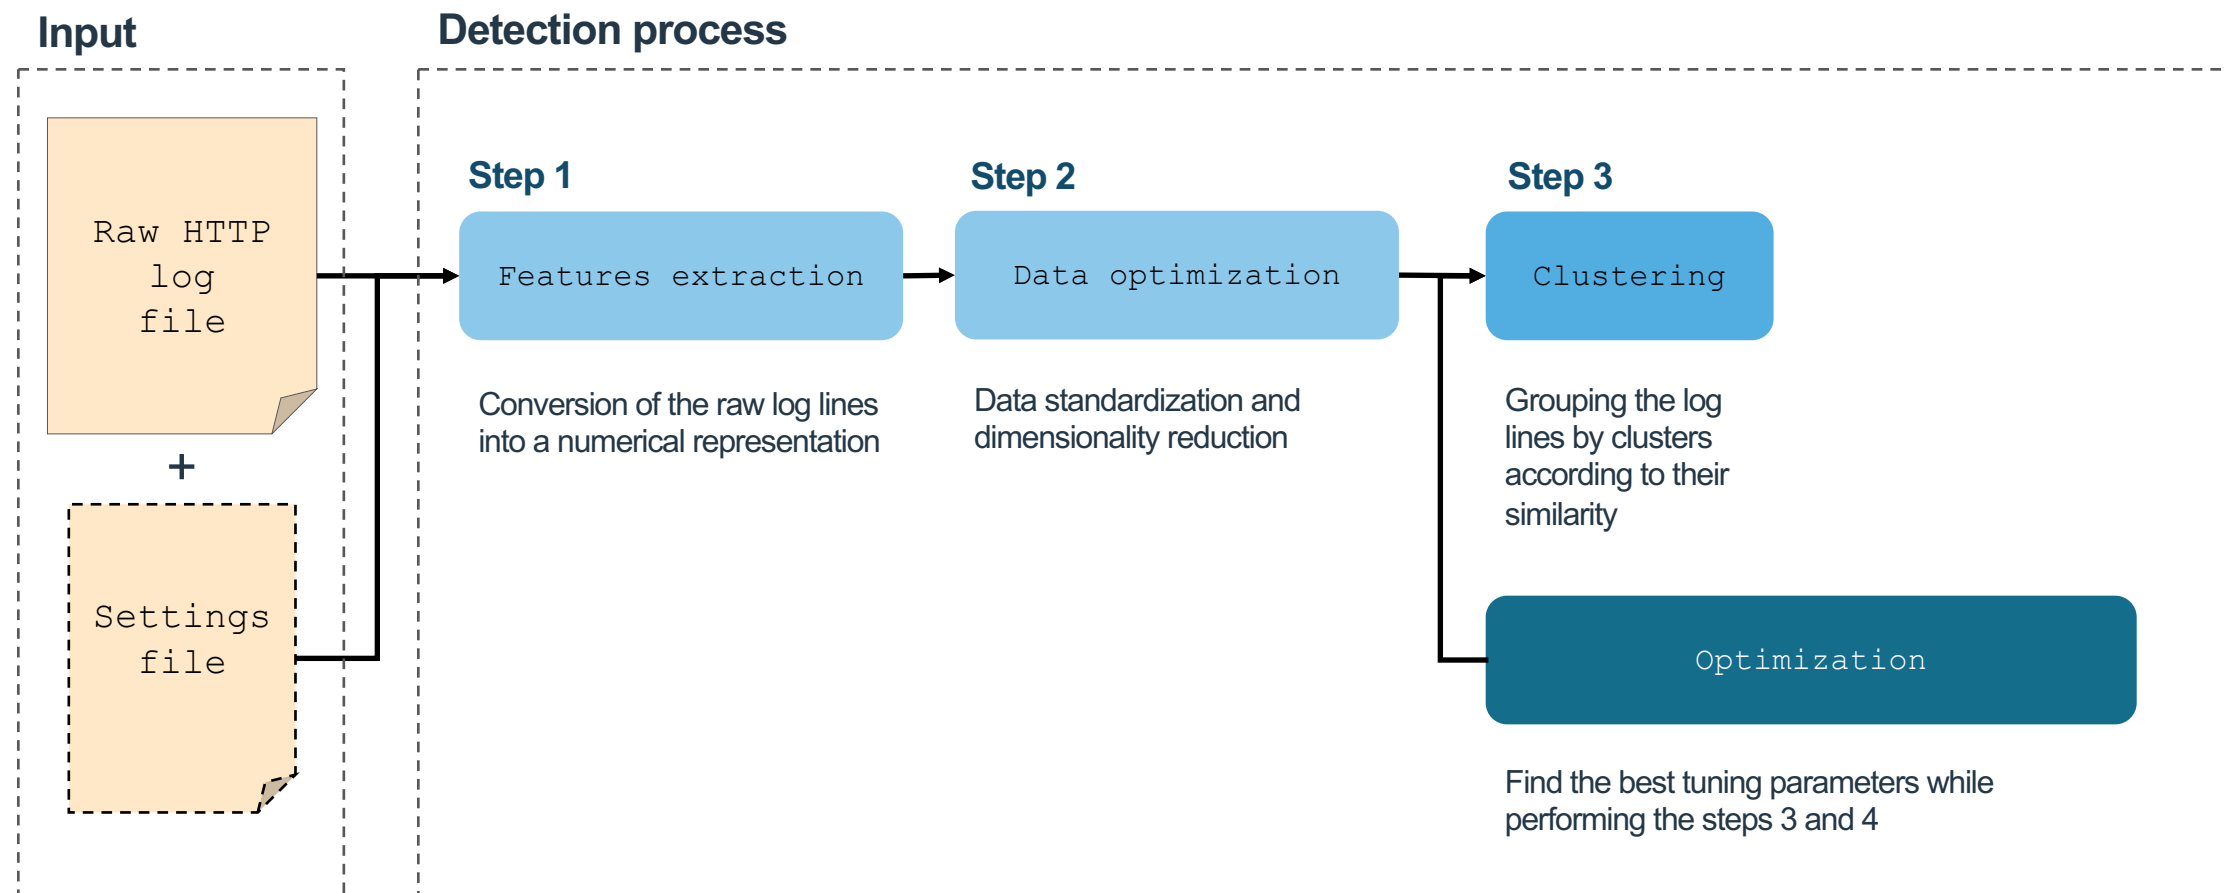 Input
Detection process
Raw HTTP
log
file
+
Settings
file
Step 1
Features extraction
Conversion of the raw log lines
into a numerical representation
Step 2
Data optimization
Data standardization and
dimensionality reduction
Step 3
Clustering
Grouping the log
lines by clusters
according to their
similarity
Optimization
Find the best tuning parameters while
performing the steps 3 and 4